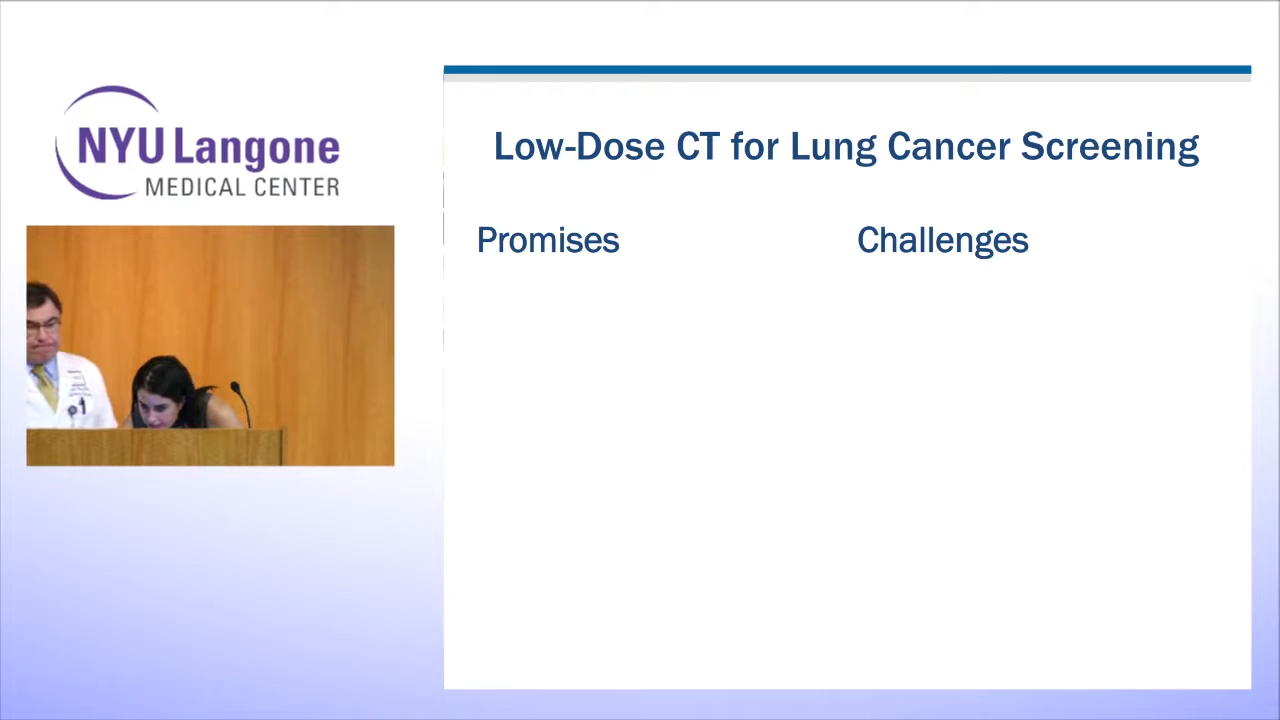 NYU Langone
MEDICAL CENTER
Low-Dose CT for Lung Cancer Screening
Promises
Challenges